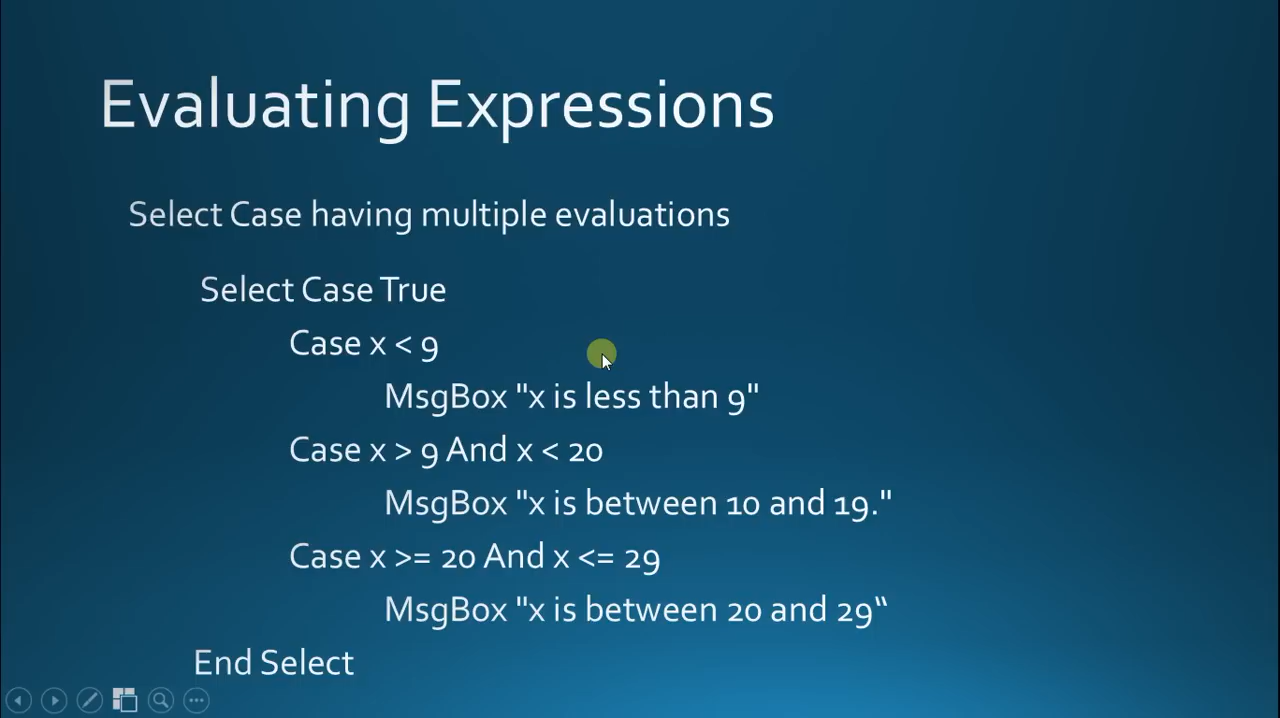 Evaluating Expressions
Select Case having multiple evaluations
Select Case True
Case x < 9
MsgBox "x is less than 9"
Case x > 9 And x < 20
MsgBox "x is between 10 and 19."
Case x >= 20 And x <= 29
MsgBox "x is between 20 and 29“
End Select